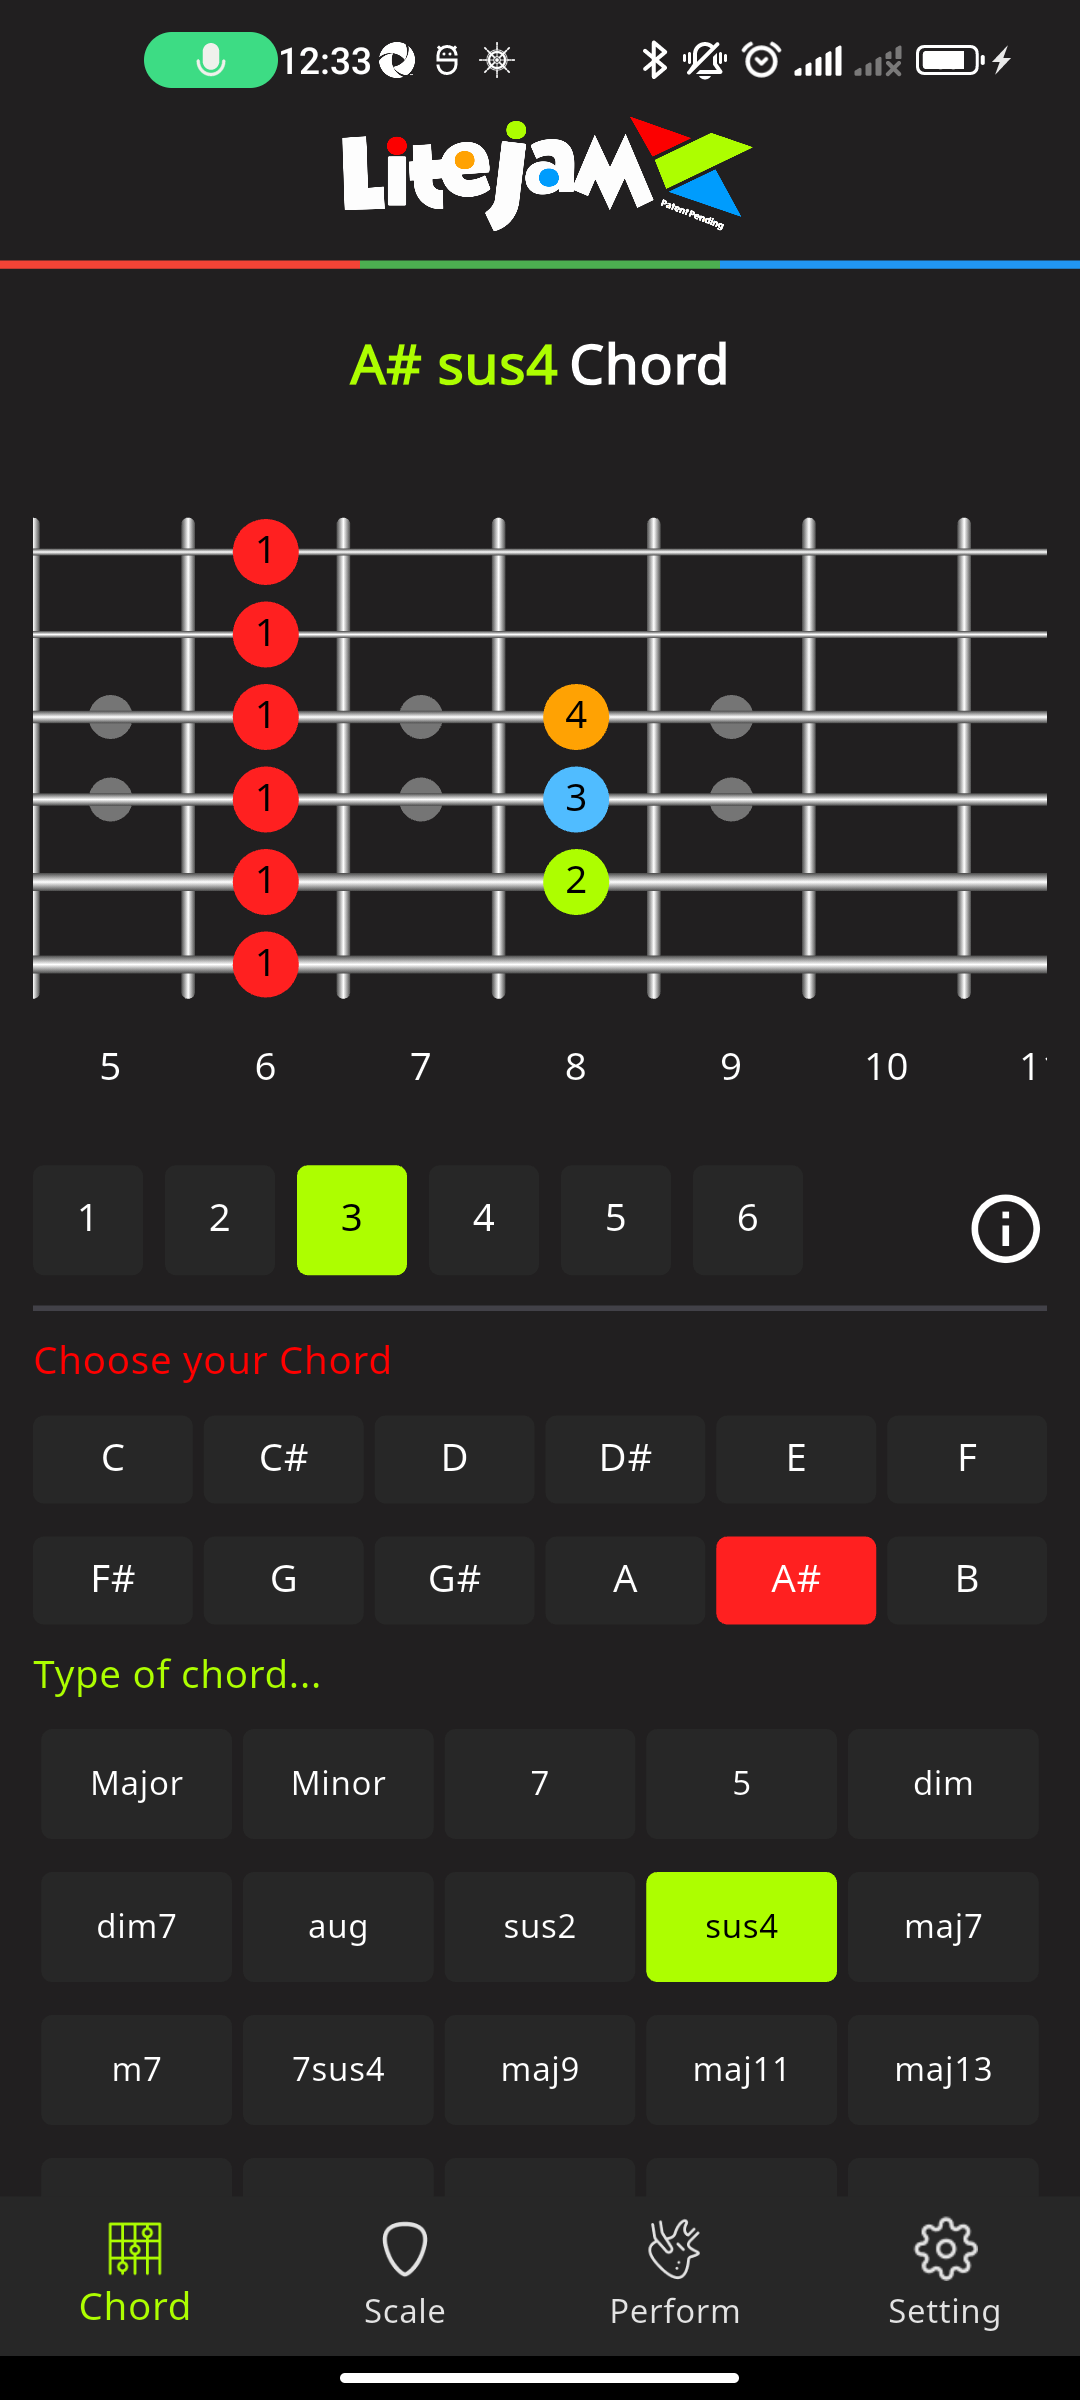 12:33
Litejam
Patent Pending
A# sus4 Chord
1
1
1 4
1 3
1 2
1
5 6 7 8 9 10
1 2 3 4 5 6
Choose your Chord
C C# D D# E F
F# G G# A A# B
Type of chord...
Major Minor 7 5 dim
dim7 aug sus2 sus4 maj7
m7 7sus4 maj9 maj11 maj13
Chord Scale Perform Setting